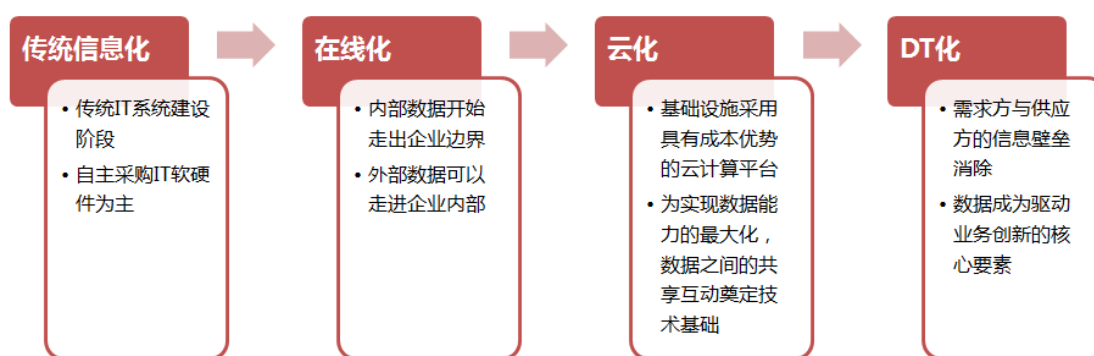 传统信息化
• 传统IT系统建设
阶段
• 自主采购IT软硬
件为主
在线化
• 内部数据开始
走出企业边界
• 外部数据可以
走进企业内部
云化
• 基础设施采用
具有成本优势
的云计算平台
• 为实现数据能
力的最大化，
数据之间的共
享互动奠定技
术基础
DT化
• 需求方与供应
方的信息壁垒
消除
• 数据成为驱动
业务创新的核
心要素